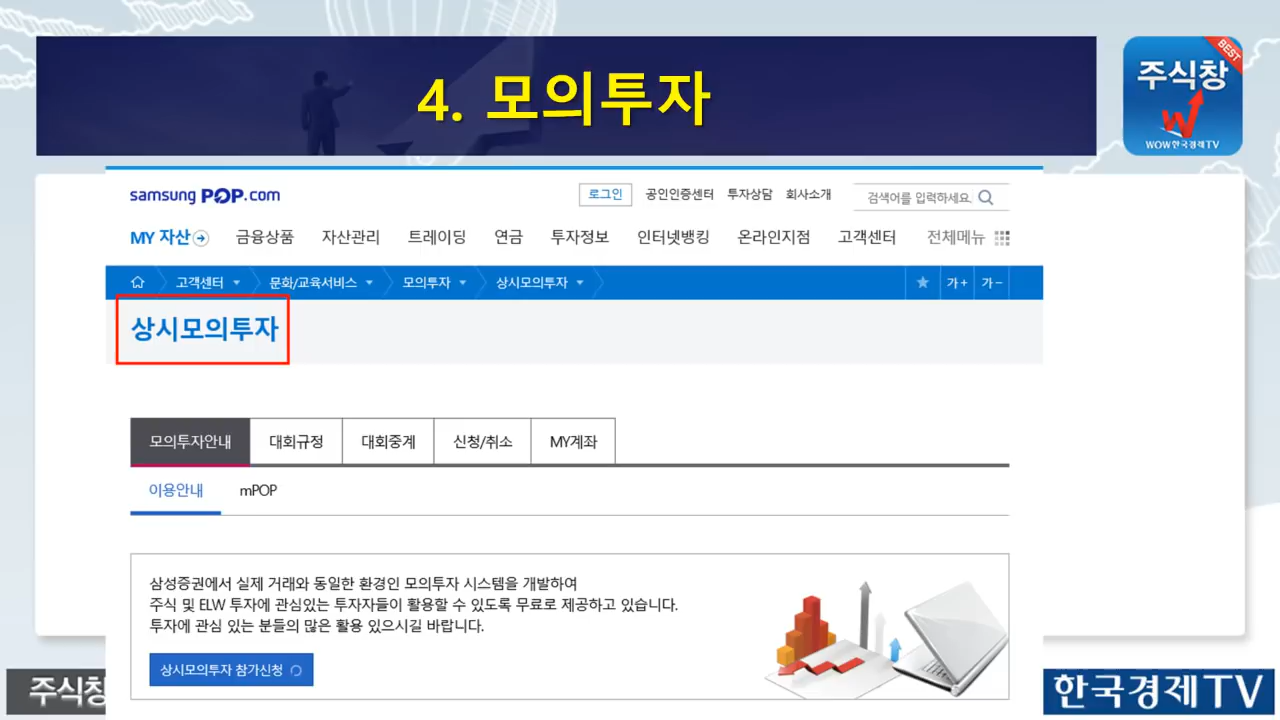 4. 모의투자
BEST
주식창
WOW한국경제TV
samsung POP.com
로그인 공인인증센터 투자상담 회사소개 검색어를 입력하세요.
MY 자산 금융상품 자산관리 트레이딩 연금 투자정보 인터넷뱅킹 온라인지점 고객센터 전체메뉴
고객센터 문화/교육서비스 모의투자 상시모의투자 가+ 가-
상시모의투자
모의투자안내 대회규정 대회중계 신청/취소 MY계좌
이용안내 mPOP
삼성증권에서 실제 거래와 동일한 환경인 모의투자 시스템을 개발하여
주식 및 ELW 투자에 관심있는 투자자들이 활용할 수 있도록 무료로 제공하고 있습니다.
투자에 관심 있는 분들의 많은 활용 있으시길 바랍니다.
상시모의투자 참가신청
주식창
한국경제TV